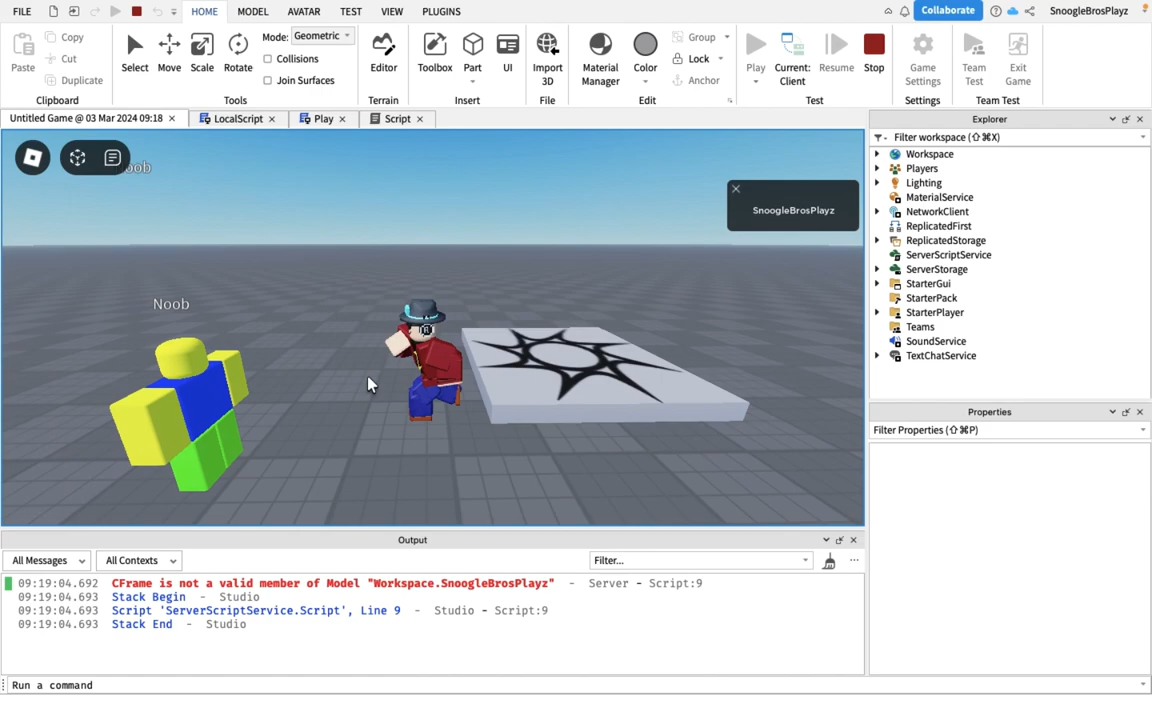 FILE HOME MODEL AVATAR TEST VIEW PLUGINS Collaborate SnoogleBrosPlayz
Paste Copy Cut Duplicate
Clipboard
Select Move Scale Rotate
Mode: Geometric
Collisions
Join Surfaces
Tools
Editor
Terrain
Toolbox Part UI
Insert
Import 3D
File
Material Manager Color Group Lock Anchor
Edit
Play Current: Client Resume Stop
Test
Game Settings
Settings
Team Test Exit Game
Team Test
Untitled Game @ 03 Mar 2024 09:18 LocalScript Play Script
Noob
SnoogleBrosPlayz
Explorer
Filter workspace (⇧⌘X)
Workspace
Players
Lighting
MaterialService
NetworkClient
ReplicatedFirst
ReplicatedStorage
ServerScriptService
ServerStorage
StarterGui
StarterPack
StarterPlayer
Teams
SoundService
TextChatService
Properties
Filter Properties (⇧⌘P)
Output
All Messages All Contexts Filter...
09:19:04.692 CFrame is not a valid member of Model "Workspace.SnoogleBrosPlayz" - Server - Script:9
09:19:04.693 Stack Begin - Studio
09:19:04.693 Script 'ServerScriptService.Script', Line 9 - Studio - Script:9
09:19:04.693 Stack End - Studio
Run a command